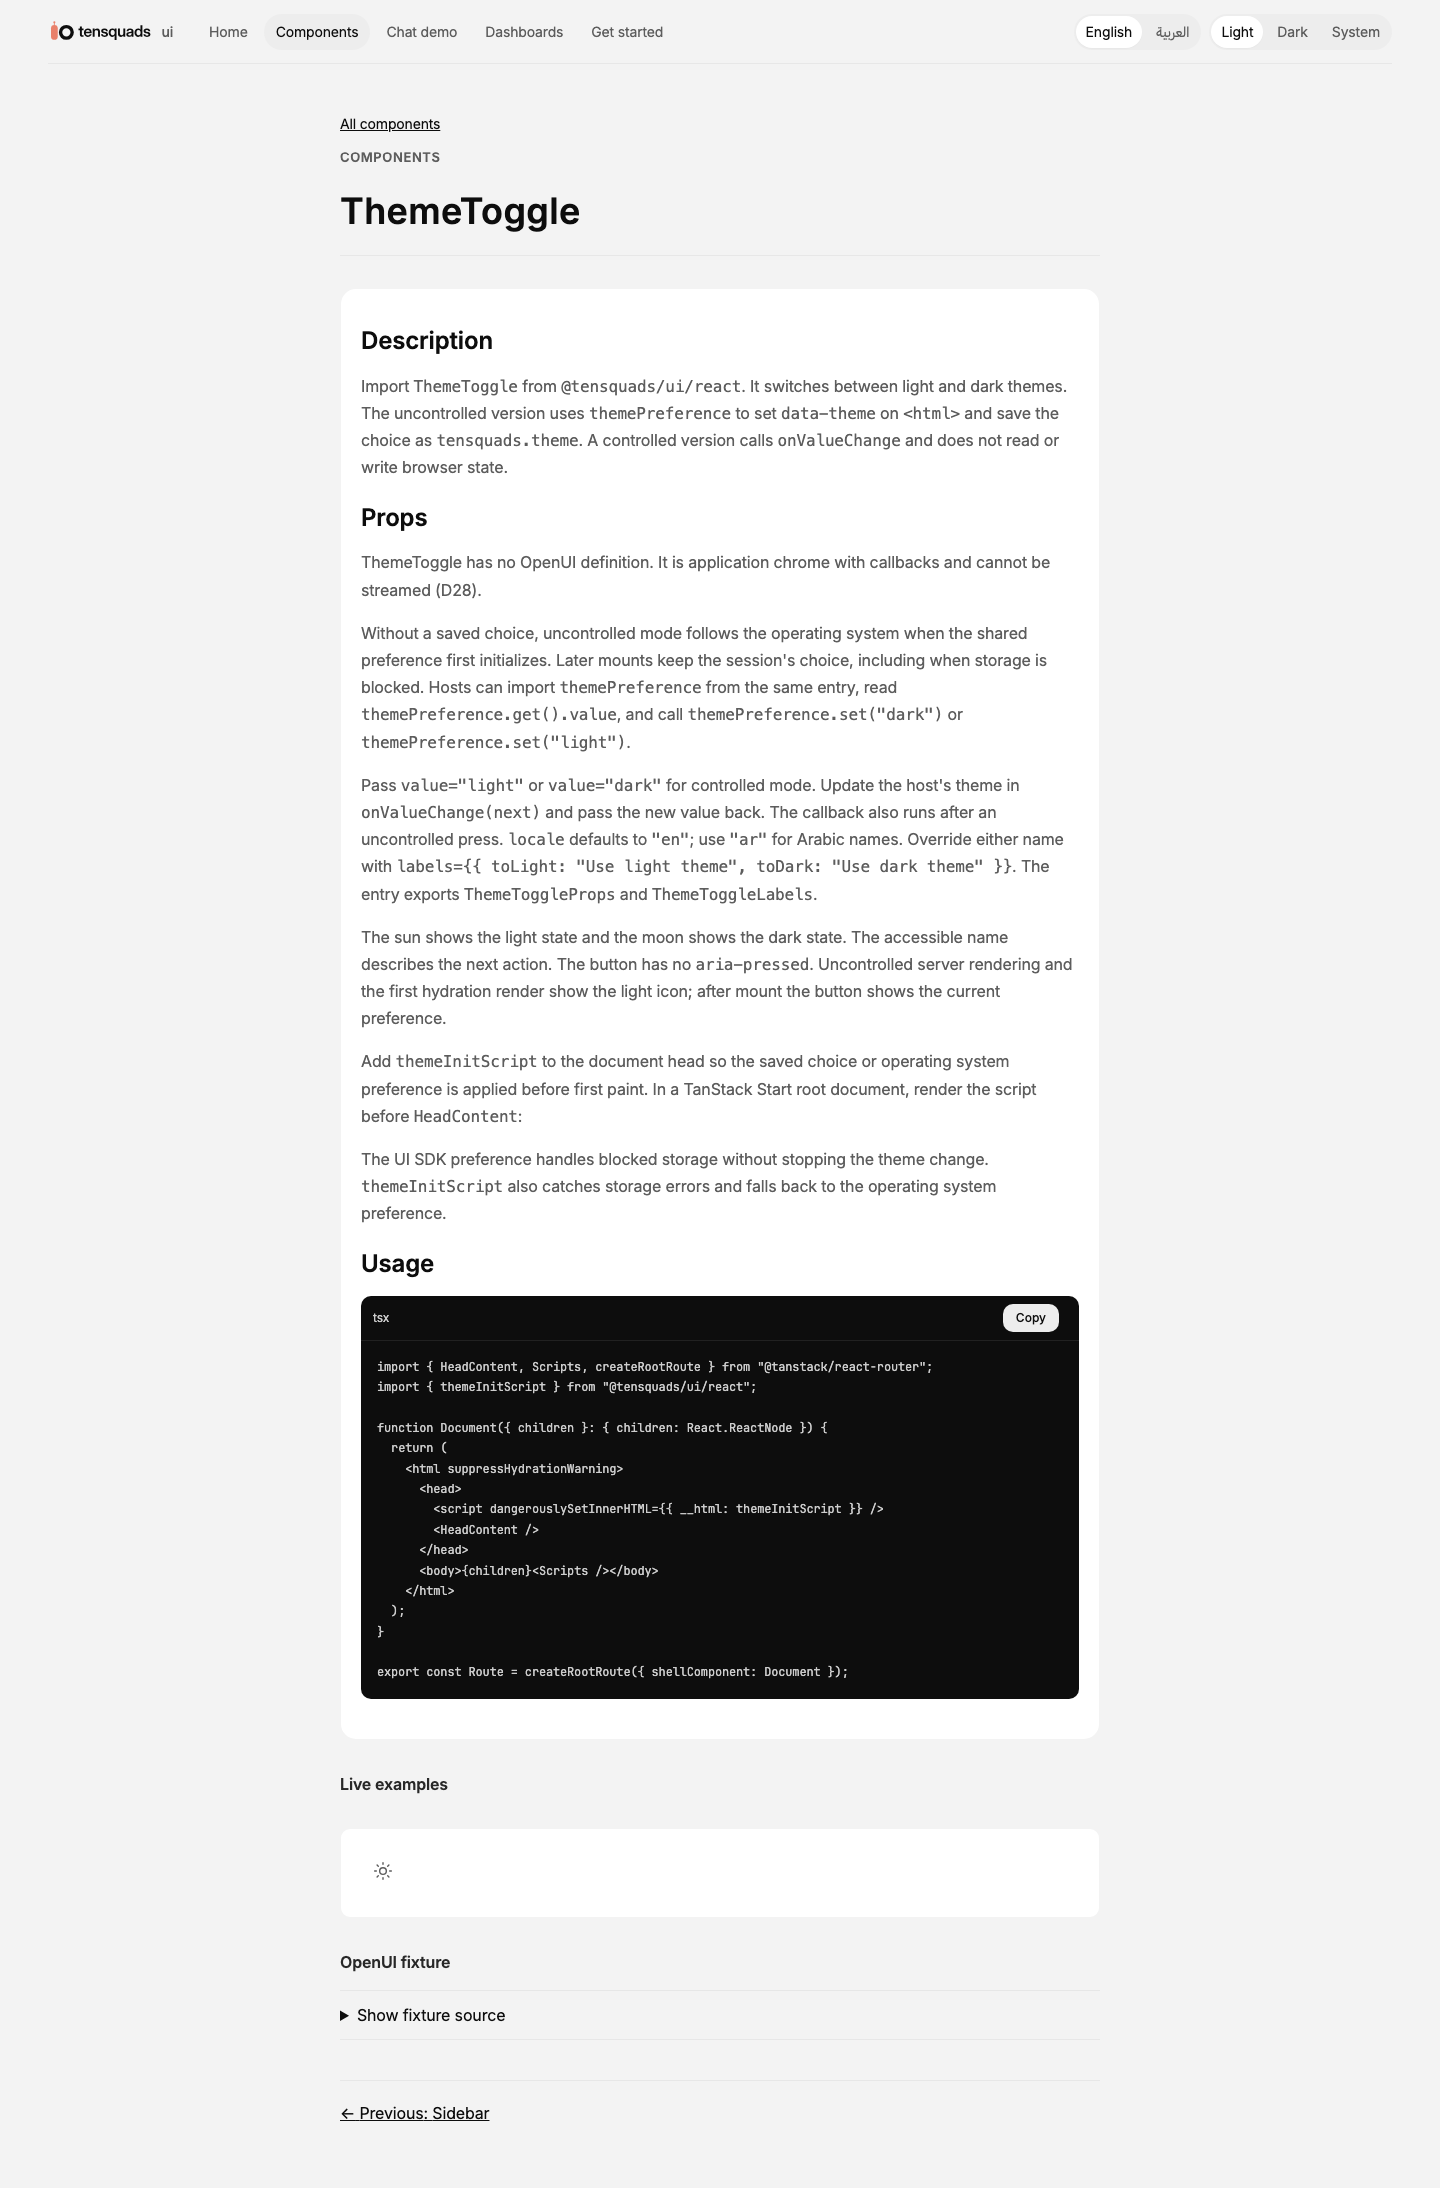 tensquads ui
Home
Components
Chat demo
Dashboards
Get started
English
العربية
Light
Dark
System
All components
COMPONENTS
ThemeToggle
Description
Import ThemeToggle from @tensquads/ui/react. It switches between light and dark themes.
The uncontrolled version uses themePreference to set data-theme on <html> and save the
choice as tensquads.theme. A controlled version calls onValueChange and does not read or
write browser state.
Props
ThemeToggle has no OpenUI definition. It is application chrome with callbacks and cannot be
streamed (D28).
Without a saved choice, uncontrolled mode follows the operating system when the shared
preference first initializes. Later mounts keep the session's choice, including when storage is
blocked. Hosts can import themePreference from the same entry, read
themePreference.get().value, and call themePreference.set("dark") or
themePreference.set("light").
Pass value="light" or value="dark" for controlled mode. Update the host's theme in
onValueChange(next) and pass the new value back. The callback also runs after an
uncontrolled press. locale defaults to "en"; use "ar" for Arabic names. Override either name
with labels={{ toLight: "Use light theme", toDark: "Use dark theme" }}. The
entry exports ThemeToggleProps and ThemeToggleLabels.
The sun shows the light state and the moon shows the dark state. The accessible name
describes the next action. The button has no aria-pressed. Uncontrolled server rendering and
the first hydration render show the light icon; after mount the button shows the current
preference.
Add themeInitScript to the document head so the saved choice or operating system
preference is applied before first paint. In a TanStack Start root document, render the script
before HeadContent:
The UI SDK preference handles blocked storage without stopping the theme change.
themeInitScript also catches storage errors and falls back to the operating system
preference.
Usage
tsx
Copy
import { HeadContent, Scripts, createRootRoute } from "@tanstack/react-router";
import { themeInitScript } from "@tensquads/ui/react";

function Document({ children }: { children: React.ReactNode }) {
  return (
    <html suppressHydrationWarning>
      <head>
        <script dangerouslySetInnerHTML={{ __html: themeInitScript }} />
        <HeadContent />
      </head>
      <body>{children}<Scripts /></body>
    </html>
  );
}

export const Route = createRootRoute({ shellComponent: Document });
Live examples
OpenUI fixture
Show fixture source
← Previous: Sidebar